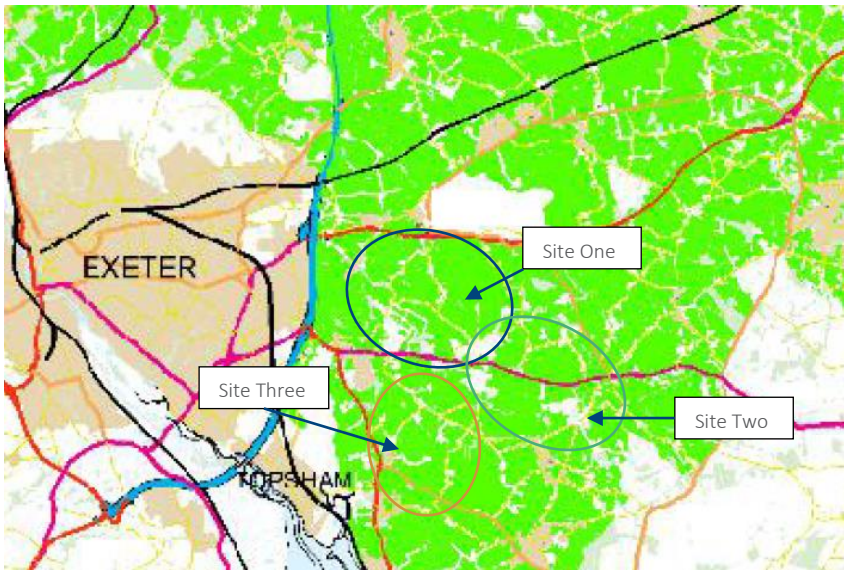 Site One
EXETER
Site Three
Site Two
TOPSHAM